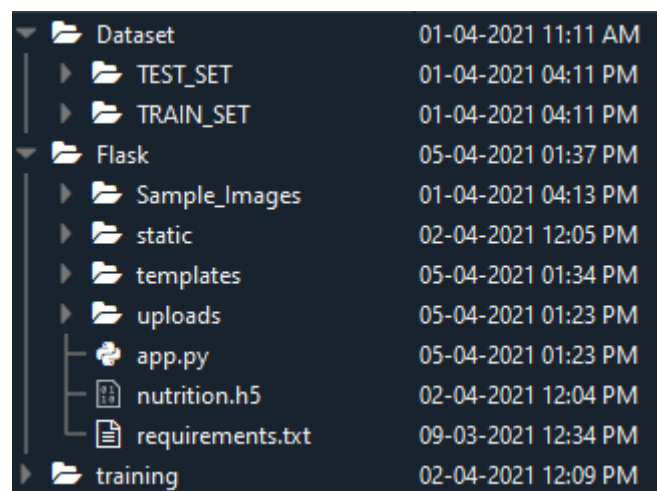 Dataset 01-04-2021 11:11 AM
TEST_SET 01-04-2021 04:11 PM
TRAIN_SET 01-04-2021 04:11 PM
Flask 05-04-2021 01:37 PM
Sample_Images 01-04-2021 04:13 PM
static 02-04-2021 12:05 PM
templates 05-04-2021 01:34 PM
uploads 05-04-2021 01:23 PM
app.py 05-04-2021 01:23 PM
nutrition.h5 02-04-2021 12:04 PM
requirements.txt 09-03-2021 12:34 PM
training 02-04-2021 12:09 PM